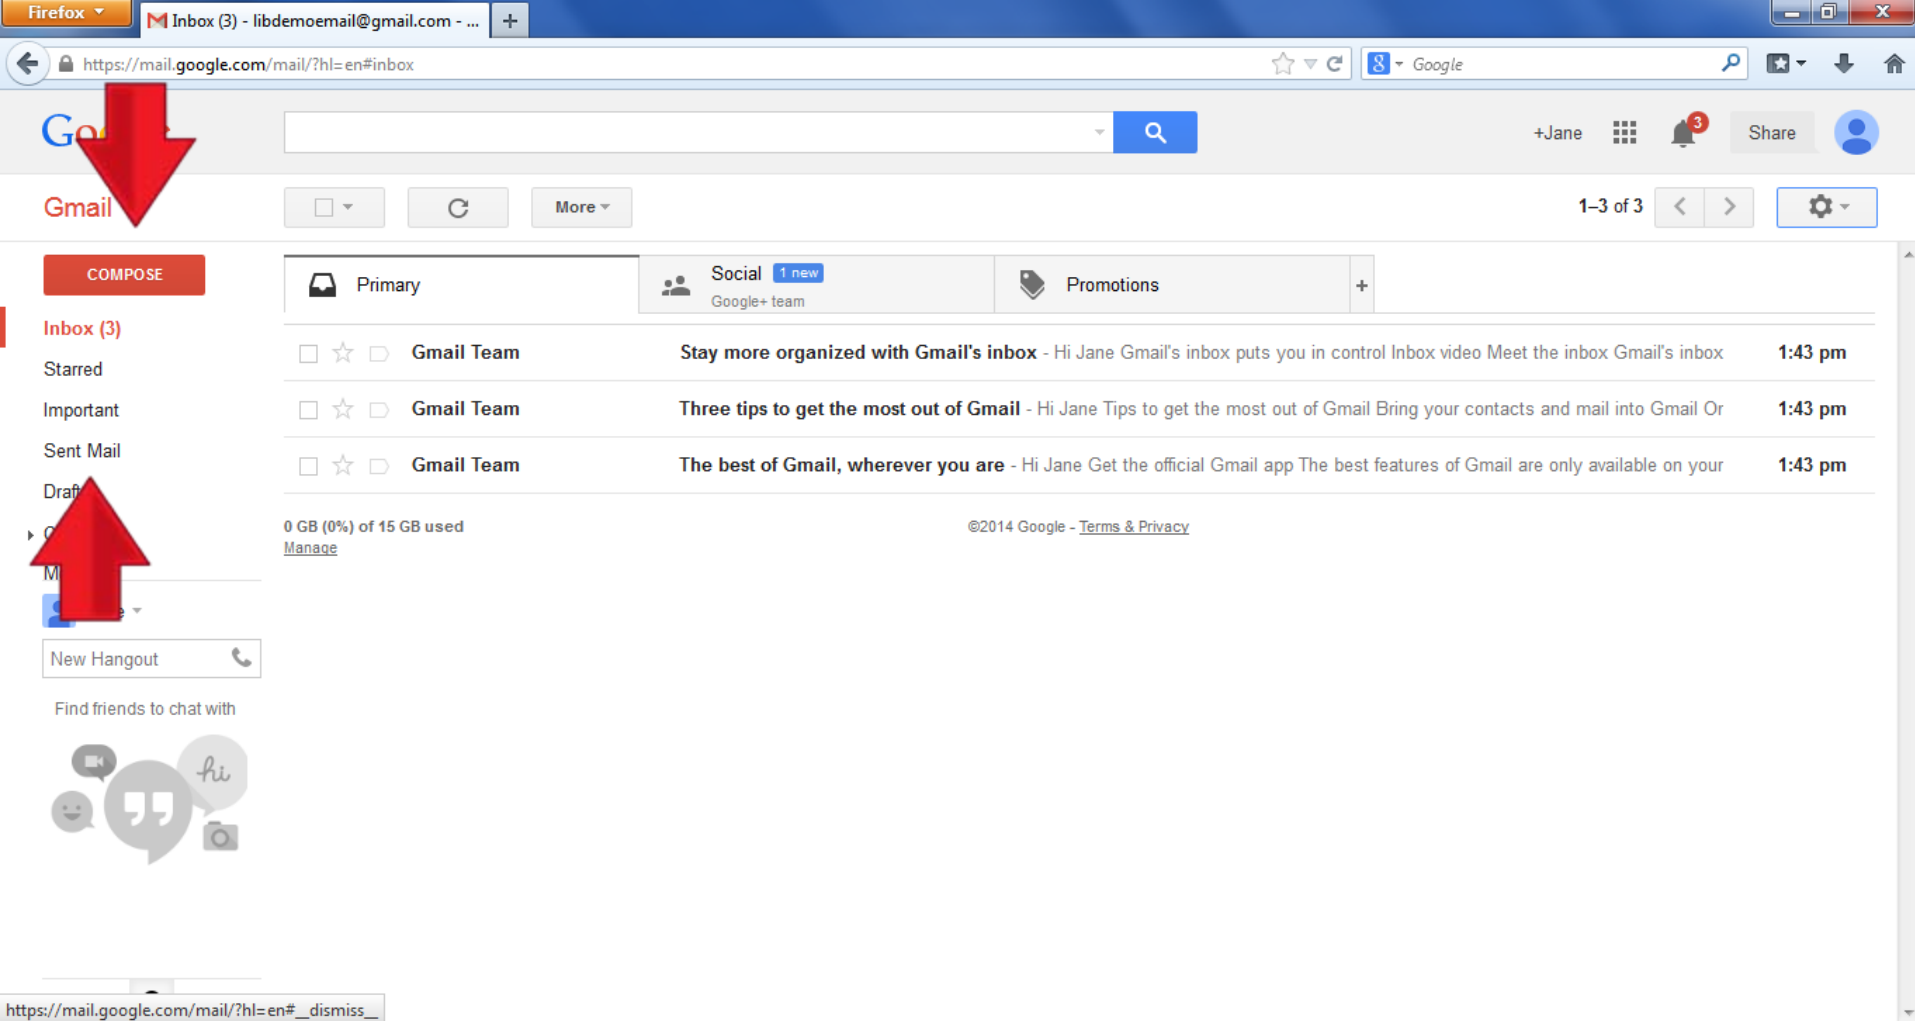 Firefox
Inbox (3) - libdemoemail@gmail.com - ...
https://mail.google.com/mail/?hl=en#inbox
Google
+Jane
3
Share
Gmail
More
1–3 of 3
COMPOSE
Primary
Social 1 new
Google+ team
Promotions
Inbox (3)
Starred
Important
Sent Mail
Gmail Team Stay more organized with Gmail's inbox - Hi Jane Gmail's inbox puts you in control Inbox video Meet the inbox Gmail's inbox 1:43 pm
Gmail Team Three tips to get the most out of Gmail - Hi Jane Tips to get the most out of Gmail Bring your contacts and mail into Gmail Or 1:43 pm
Gmail Team The best of Gmail, wherever you are - Hi Jane Get the official Gmail app The best features of Gmail are only available on your 1:43 pm
0 GB (0%) of 15 GB used
Manage
©2014 Google - Terms & Privacy
New Hangout
Find friends to chat with
hi
https://mail.google.com/mail/?hl=en#__dismiss__